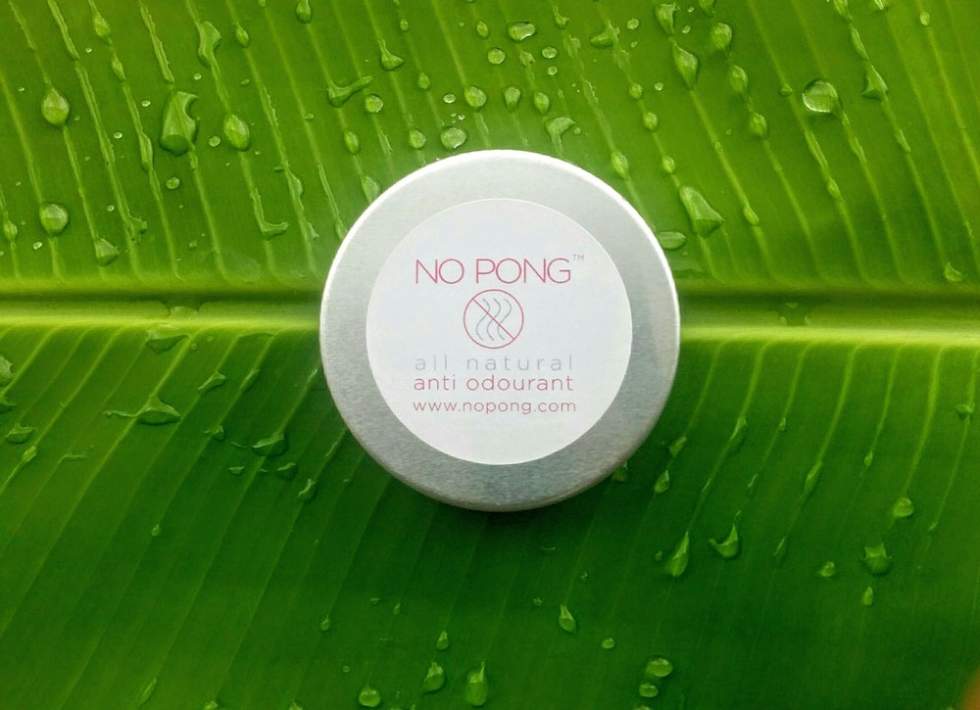 NO PONG™
all natural
anti odourant
www.nopong.com